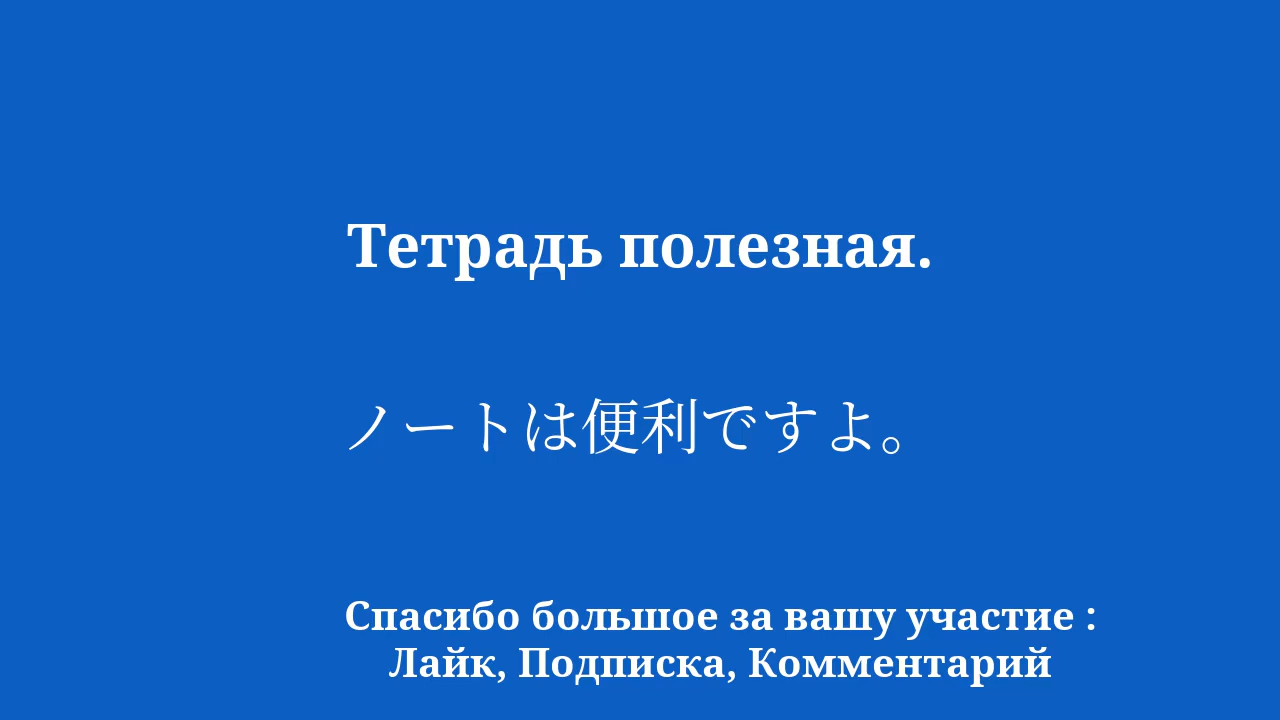 Тетрадь полезная.
ノートは便利ですよ。
Спасибо большое за вашу участие :
Лайк, Подписка, Комментарий